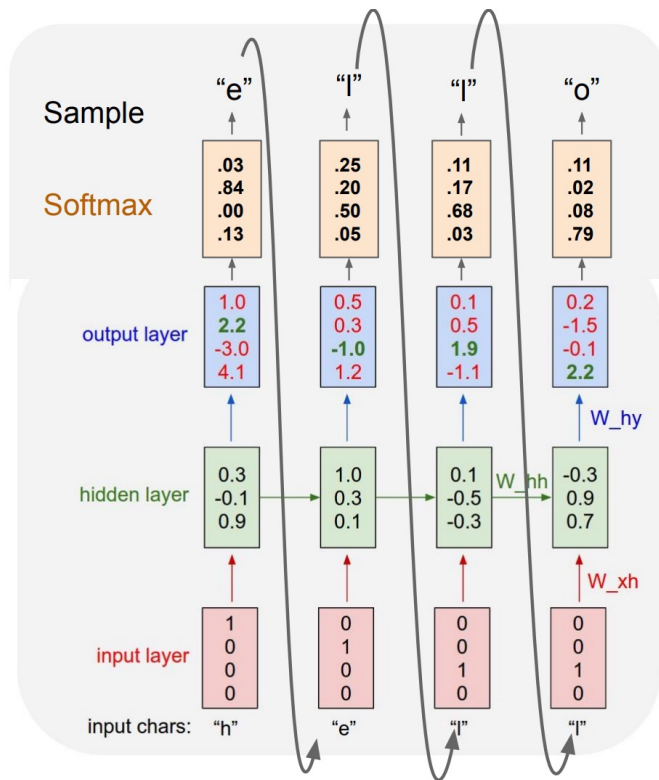 “e” “l” “l” “o”
Sample
.03 .25 .11 .11
.84 .20 .17 .02
.00 .50 .68 .08
.13 .05 .03 .79
Softmax
1.0 0.5 0.1 0.2
2.2 0.3 0.5 -1.5
-3.0 -1.0 1.9 -0.1
4.1 1.2 -1.1 2.2
output layer
W_hy
0.3 1.0 0.1 -0.3
-0.1 0.3 -0.5 0.9
0.9 0.1 -0.3 0.7
hidden layer
W_hh
W_xh
1 0 0 0
0 1 0 0
0 0 1 1
0 0 0 0
input layer
input chars: “h” “e” “l” “l”